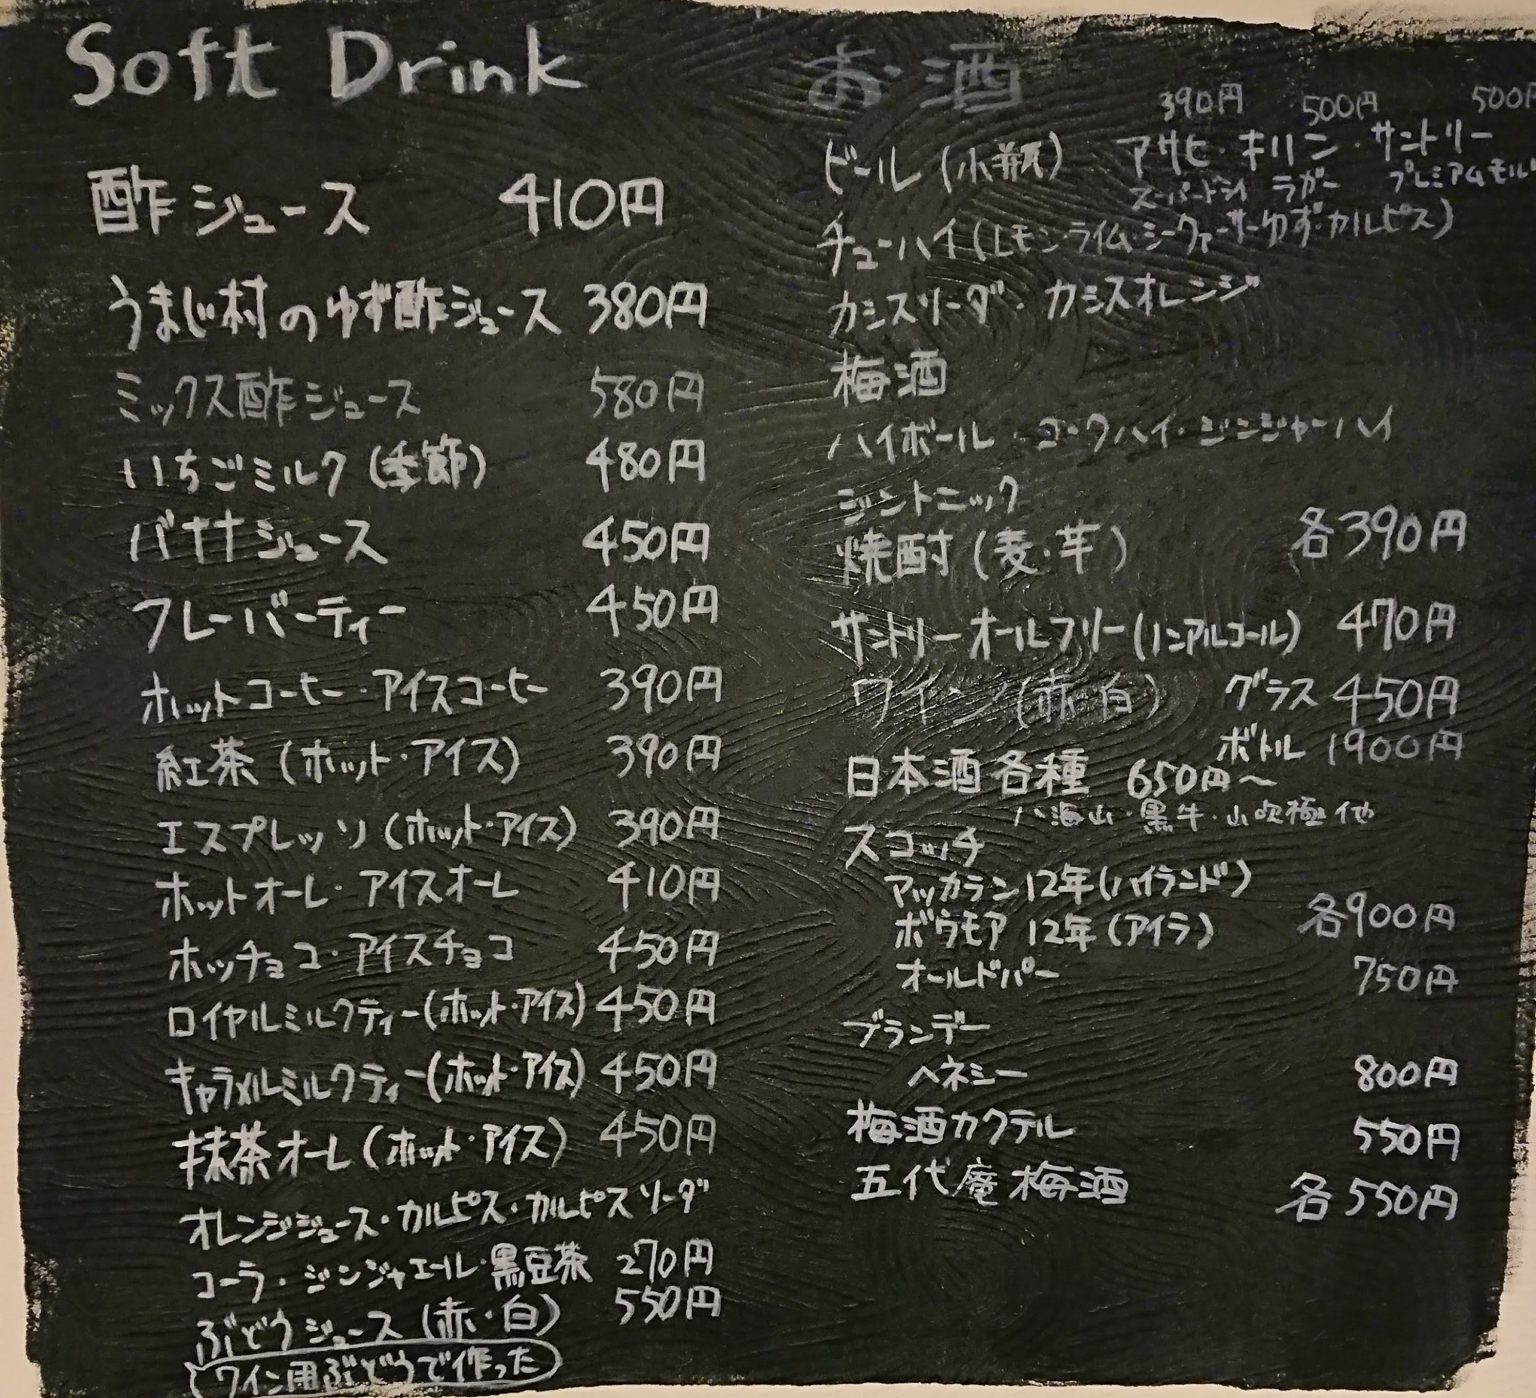 Soft Drink
酢ジュース 410円
うまじ村のゆず酢ジュース 380円
ミックス酢ジュース 580円
いちごミルク(季節) 480円
バナナジュース 450円
フレーバーティー 450円
ホットコーヒー・アイスコーヒー 390円
紅茶(ホット・アイス) 390円
エスプレッソ(ホット・アイス) 390円
ホットオーレ・アイスオーレ 410円
ホッチョコ・アイスチョコ 450円
ロイヤルミルクティー(ホット・アイス) 450円
キャラメルミルクティー(ホット・アイス) 450円
抹茶オーレ(ホット・アイス) 450円
オレンジジュース・カルピス・カルピスソーダ
コーラ・ジンジャエール・黒豆茶 270円
ぶどうジュース(赤・白) 550円
(ワイン用ぶどうで作った)
お酒
390円 500円 500円
ビール(小瓶) アサヒ・キリン・サントリー
スーパードライ ラガー プレミアムモル
チューハイ(レモン・ライム・シークァーサー・ゆず・カルピス)
カシスソーダ・カシスオレンジ
梅酒
ハイボール・コークハイ・ジンジャーハイ
ジントニック
焼酎(麦・芋) 各390円
サントリーオールフリー(ノンアルコール) 470円
ワイン(赤・白) グラス 450円
ボトル 1900円
日本酒各種 650円〜
八海山・黒牛・山吹極他
スコッチ
マッカラン12年(ハイランド)
ボウモア 12年(アイラ) 各900円
オールドパー 750円
ブランデー
ヘネシー 800円
梅酒カクテル 550円
五代庵梅酒 各550円